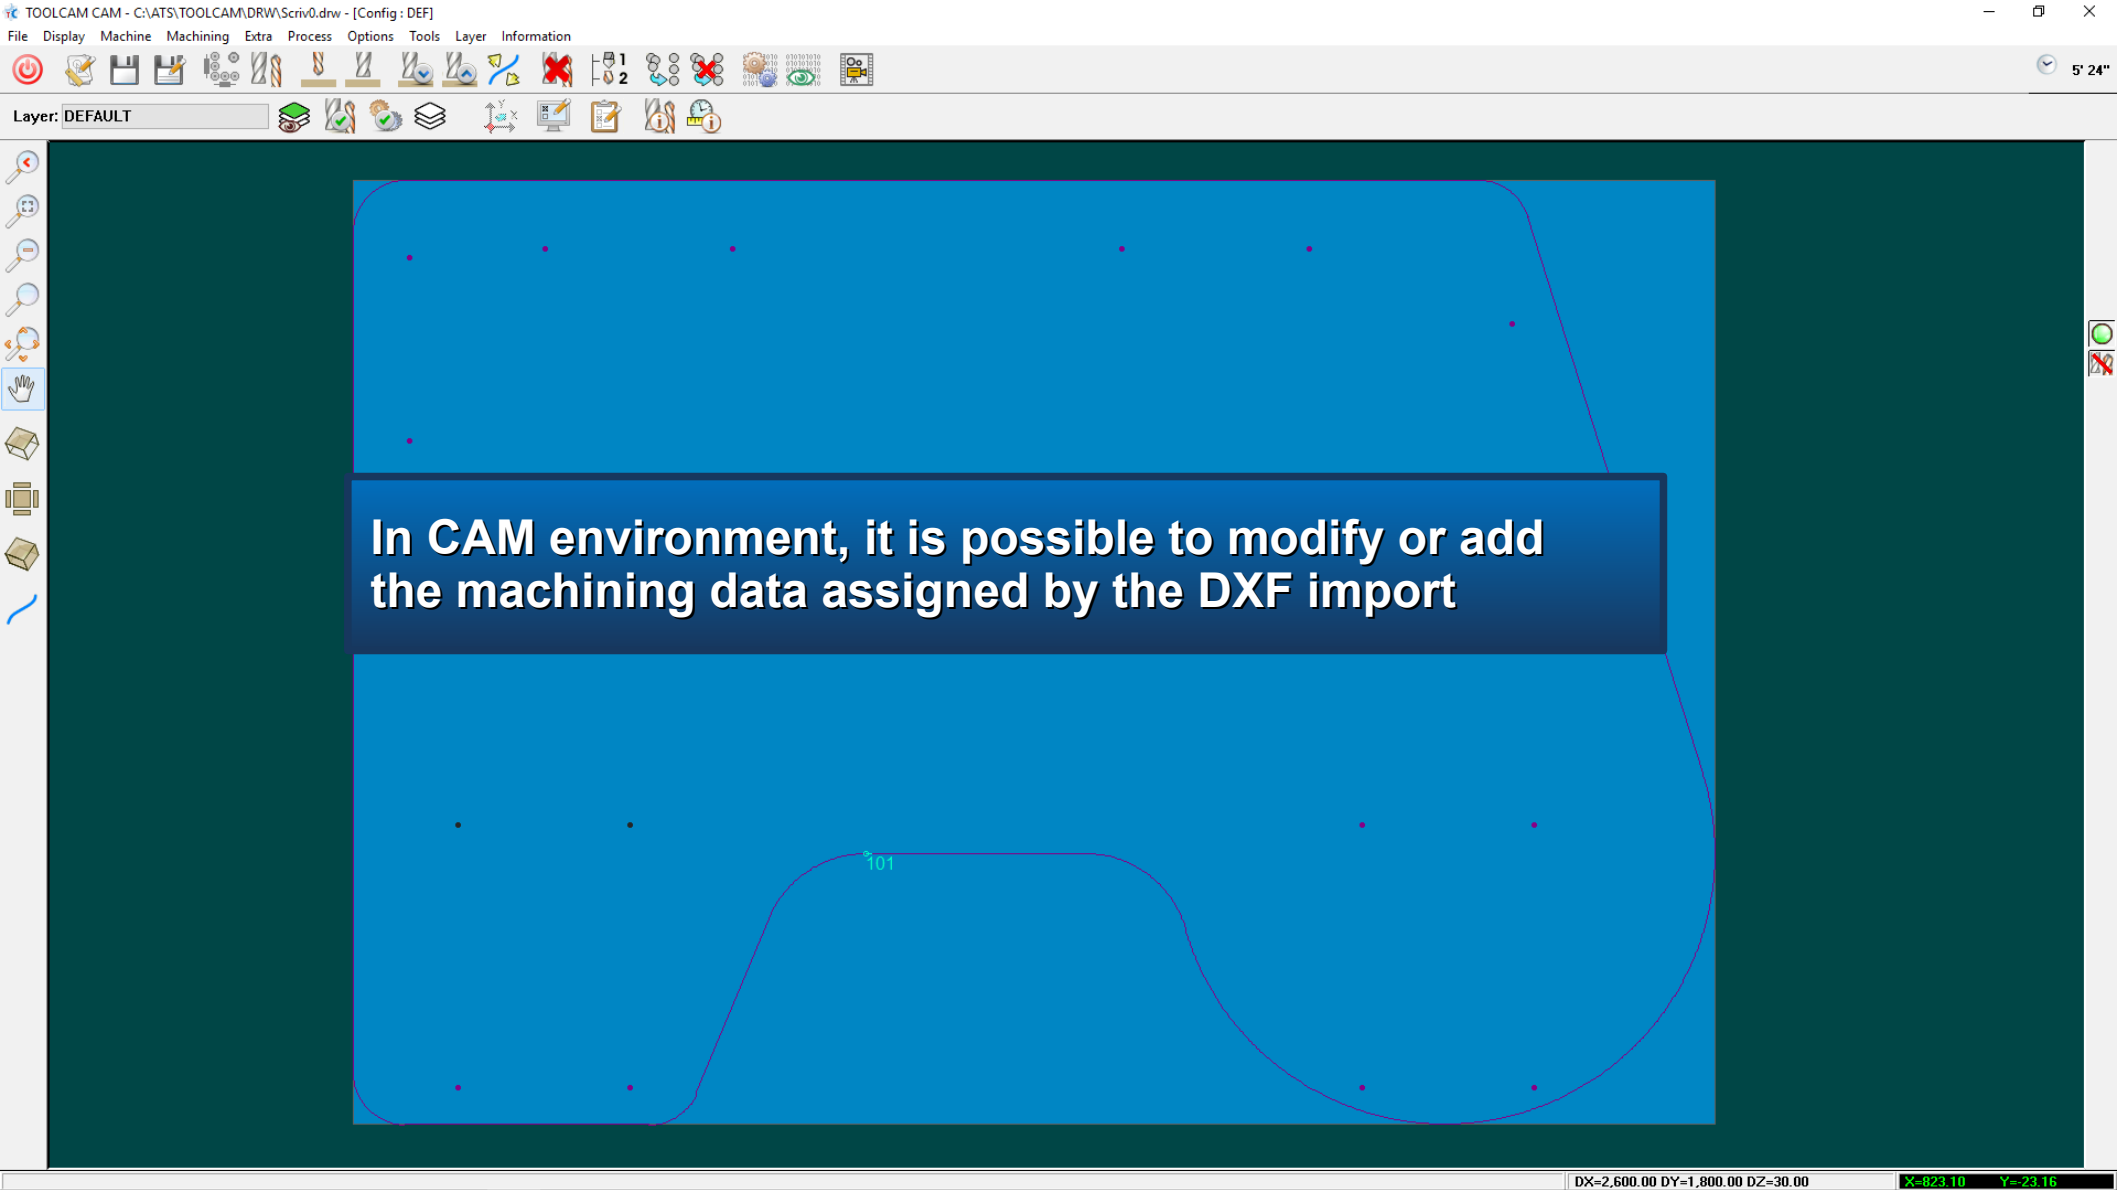 TOOLCAM CAM - C:\ATS\TOOLCAM\DRW\Scriv0.drw - [Config : DEF]
File Display Machine Machining Extra Process Options Tools Layer Information
1
2
5' 24"
Layer: DEFAULT
In CAM environment, it is possible to modify or add
the machining data assigned by the DXF import
101
DX=2,600.00 DY=1,800.00 DZ=30.00 X=823.10 Y=-23.16